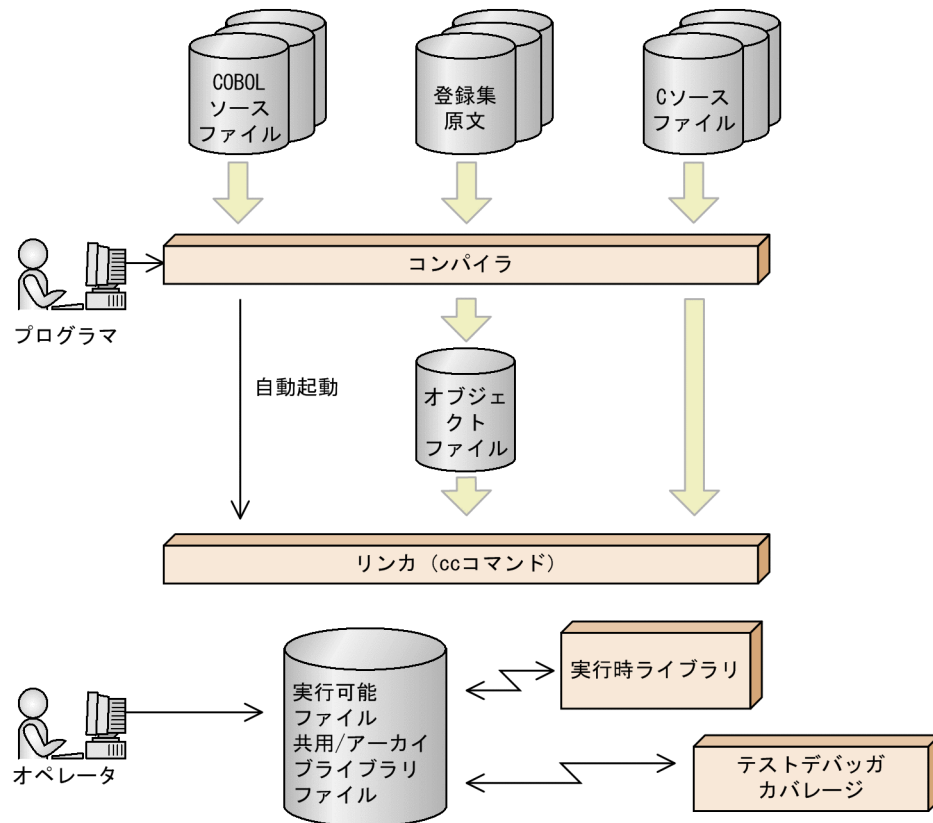 COBOL
ソース
ファイル
登録集
原文
Cソース
ファイル
コンパイラ
プログラマ
自動起動
オブジェ
クト
ファイル
リンカ（ccコマンド）
実行時ライブラリ
実行可能
ファイル
共用/アーカイ
ブライブラリ
ファイル
オペレータ
テストデバッガ
カバレージ